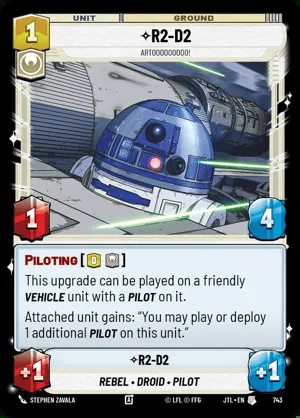 UNIT
GROUND
1
✧R2-D2
ARTOOOOOOOOO!
1
4
PILOTING [0]
This upgrade can be played on a friendly
VEHICLE unit with a PILOT on it.
Attached unit gains: “You may play or deploy
1 additional PILOT on this unit.”
✧R2-D2
+1
+1
REBEL • DROID • PILOT
STEPHEN ZAVALA
© LFL © FFG
JTL • EN
743